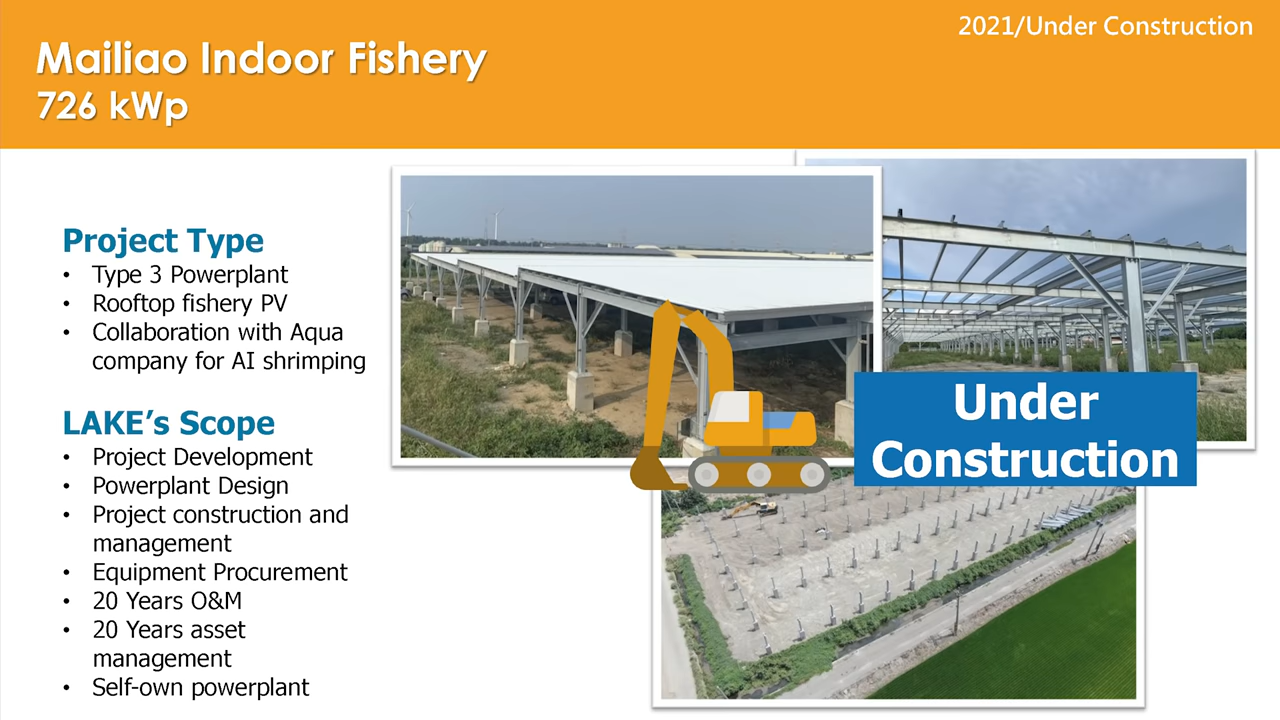 2021/Under Construction
Mailiao Indoor Fishery
726 kWp
Project Type
• Type 3 Powerplant
• Rooftop fishery PV
• Collaboration with Aqua
company for AI shrimping
LAKE’s Scope
• Project Development
• Powerplant Design
• Project construction and
management
• Equipment Procurement
• 20 Years O&M
• 20 Years asset
management
• Self-own powerplant
Under
Construction